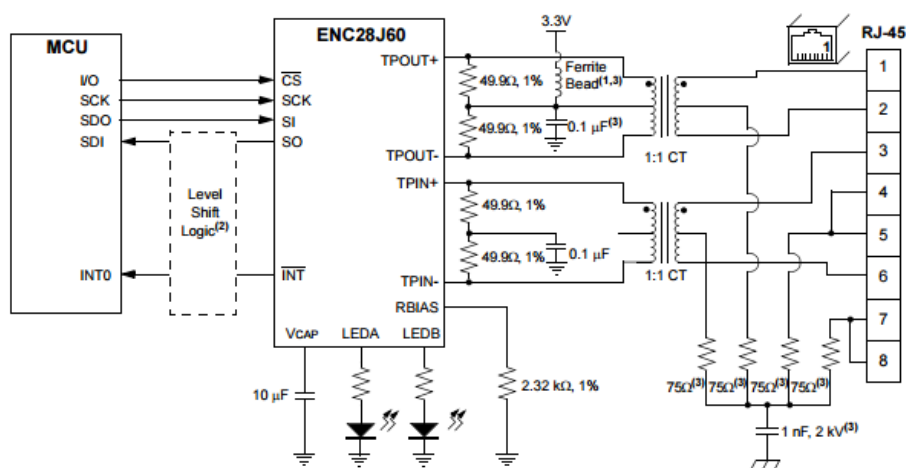 MCU
I/O
SCK
SDO
SDI
INT0
Level
Shift
Logic(2)
ENC28J60
CS
SCK
SI
SO
INT
VCAP
LEDA
LEDB
TPOUT+
TPOUT-
TPIN+
TPIN-
RBIAS
10 µF
2.32 kΩ, 1%
3.3V
49.9Ω, 1%
Ferrite
Bead(1,3)
49.9Ω, 1%
0.1 µF(3)
1:1 CT
49.9Ω, 1%
49.9Ω, 1%
0.1 µF
1:1 CT
1
RJ-45
1
2
3
4
5
6
7
8
75Ω(3)
75Ω(3)
75Ω(3)
75Ω(3)
1 nF, 2 kV(3)